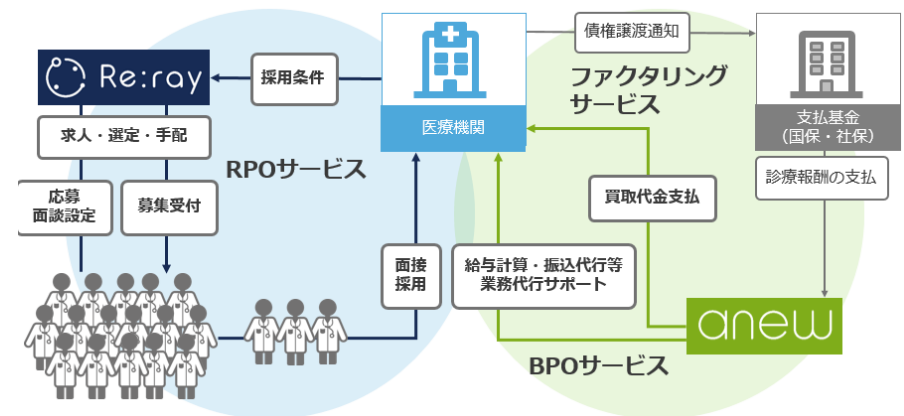 債権譲渡通知
Re:ray
採用条件
ファクタリング
サービス
医療機関
支払基金
（国保・社保）
求人・選定・手配
RPOサービス
診療報酬の支払
応募
面談設定
募集受付
買取代金支払
面接
採用
給与計算・振込代行等
業務代行サポート
anew
BPOサービス